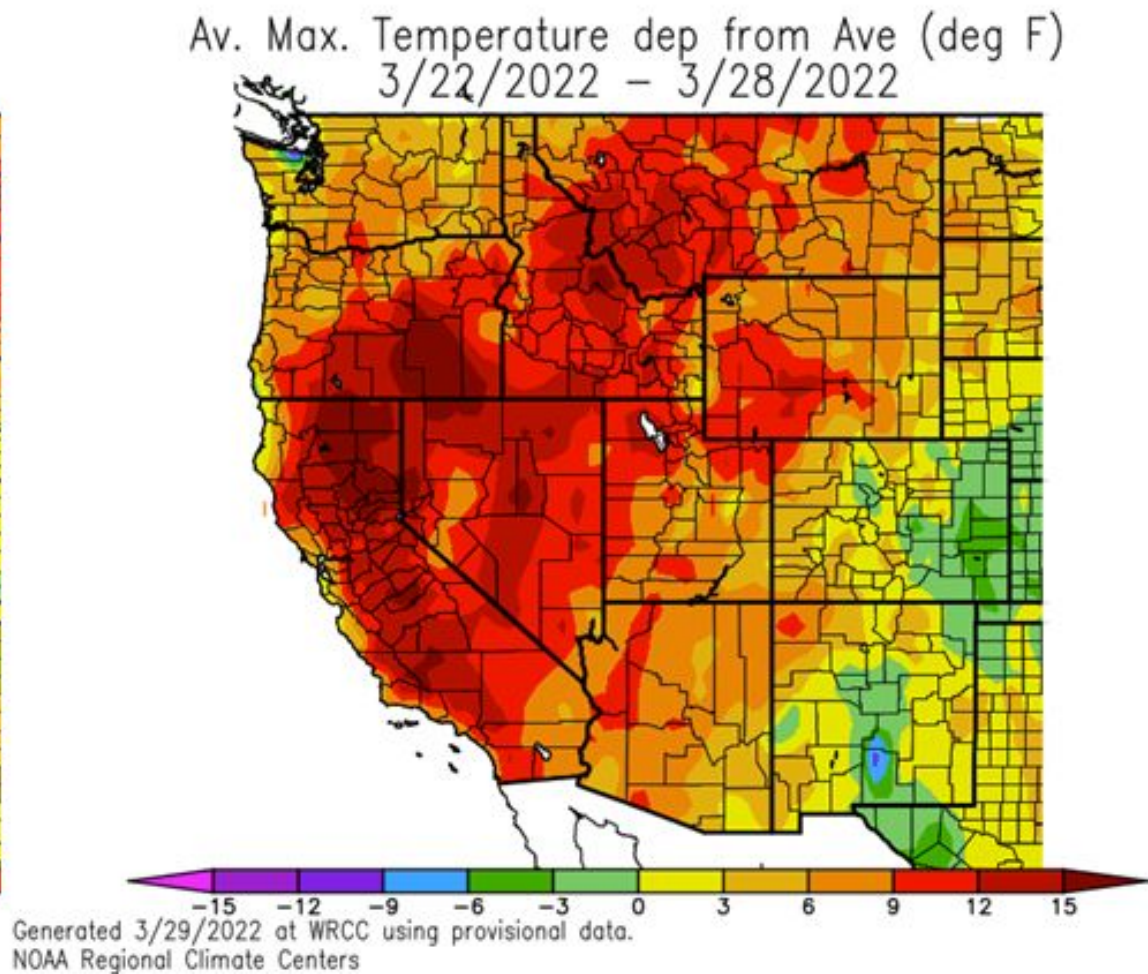 Av. Max. Temperature dep from Ave (deg F)
3/22/2022 – 3/28/2022
−15 −12 −9 −6 −3 0 3 6 9 12 15
Generated 3/29/2022 at WRCC using provisional data.
NOAA Regional Climate Centers